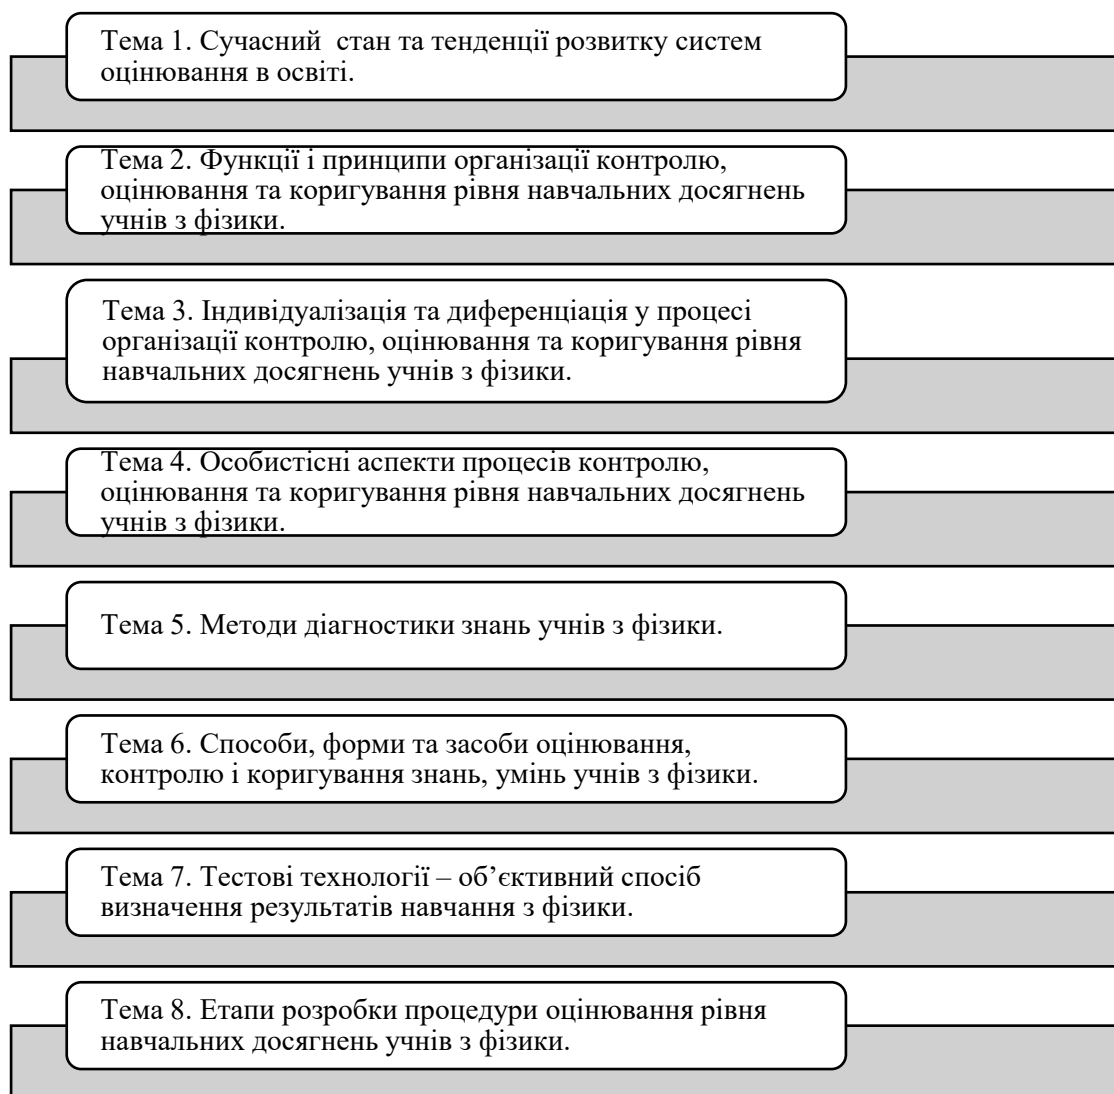 Тема 1. Сучасний  стан та тенденції розвитку систем
оцінювання в освіті.
Тема 2. Функції і принципи організації контролю,
оцінювання та коригування рівня навчальних досягнень
учнів з фізики.
Тема 3. Індивідуалізація та диференціація у процесі
організації контролю, оцінювання та коригування рівня
навчальних досягнень учнів з фізики.
Тема 4. Особистісні аспекти процесів контролю,
оцінювання та коригування рівня навчальних досягнень
учнів з фізики.
Тема 5. Методи діагностики знань учнів з фізики.
Тема 6. Способи, форми та засоби оцінювання,
контролю і коригування знань, умінь учнів з фізики.
Тема 7. Тестові технології – об’єктивний спосіб
визначення результатів навчання з фізики.
Тема 8. Етапи розробки процедури оцінювання рівня
навчальних досягнень учнів з фізики.